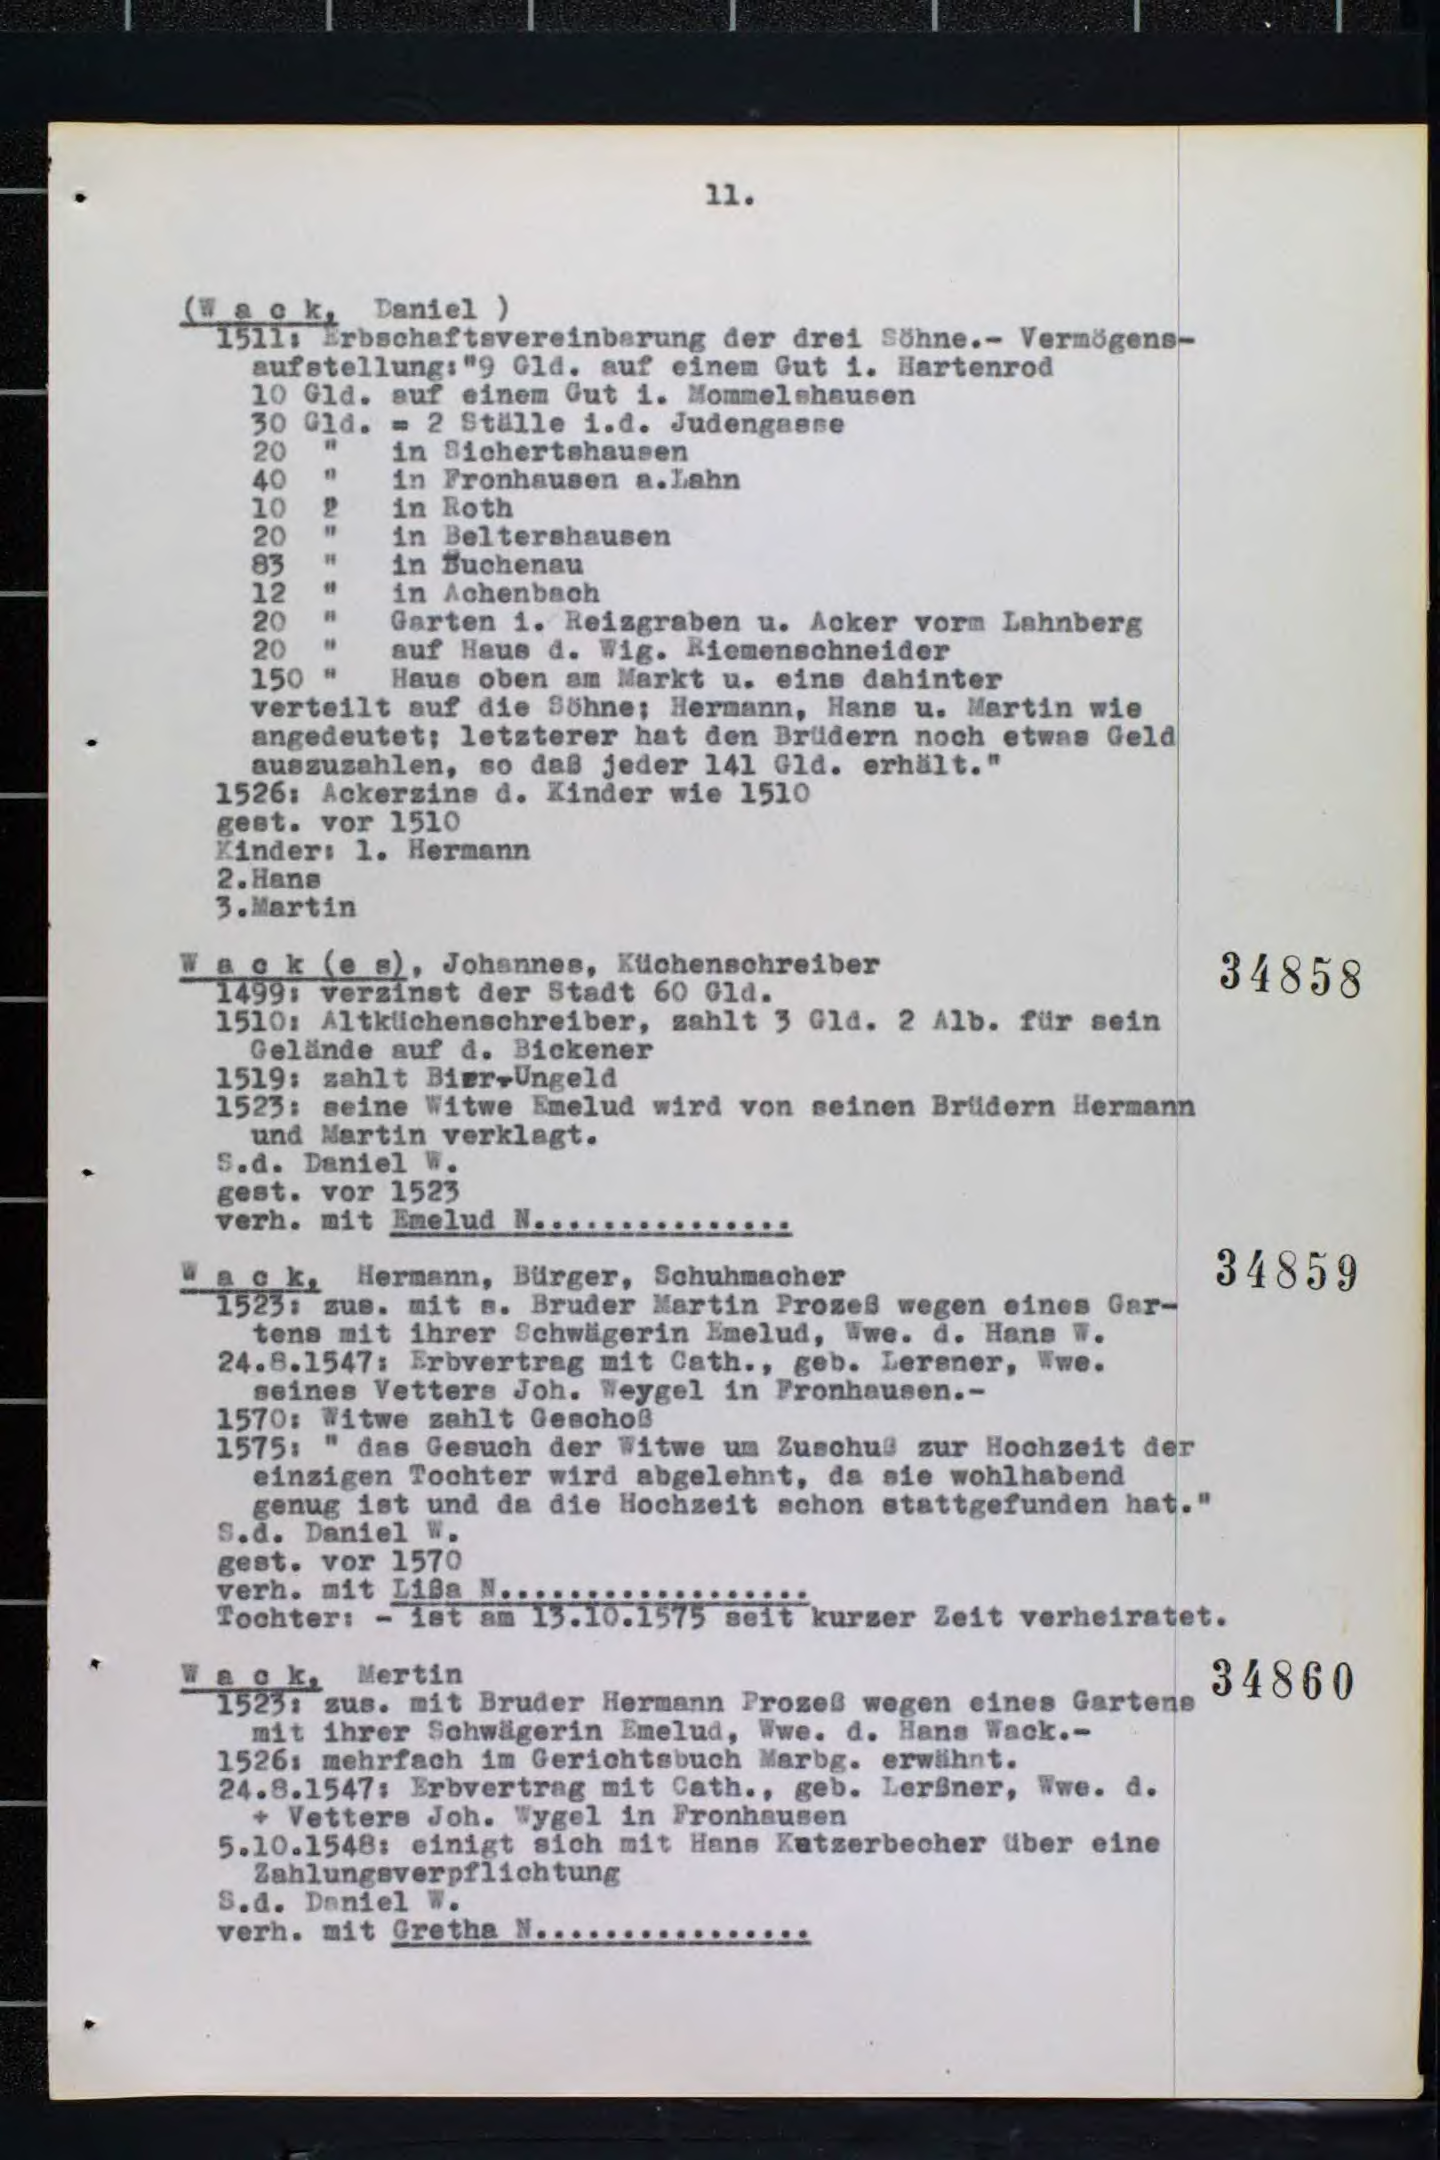 11.
(W a c k, Daniel )
1511: Erbschaftsvereinbarung der drei Söhne.- Vermögens-
aufstellung:"9 Gld. auf einem Gut i. Hartenrod
10 Gld. auf einem Gut i. Mommelshausen
30 Gld. = 2 Ställe i.d. Judengasse
20 " in Sichertshausen
40 " in Fronhausen a.Lahn
10 " in Roth
20 " in Beltershausen
83 " in Buchenau
12 " in Achenbach
20 " Garten i. Reizgraben u. Acker vorm Lahnberg
20 " auf Haus d. Wig. Riemenschneider
150 " Haus oben am Markt u. eins dahinter
verteilt auf die Söhne; Hermann, Hans u. Martin wie
angedeutet; letzterer hat den Brüdern noch etwas Geld
auszuzahlen, so daß jeder 141 Gld. erhält."
1526: Ackerzins d. Kinder wie 1510
gest. vor 1510
Kinder: 1. Hermann
2.Hans
3.Martin
W a c k (e s), Johannes, Küchenschreiber 34858
1499: verzinst der Stadt 60 Gld.
1510: Altküchenschreiber, zahlt 3 Gld. 2 Alb. für sein
Gelände auf d. Bickener
1519: zahlt Bier-Ungeld
1523: seine Witwe Emelud wird von seinen Brüdern Hermann
und Martin verklagt.
S.d. Daniel W.
gest. vor 1523
verh. mit Emelud N...............
W a c k, Hermann, Bürger, Schuhmacher 34859
1523: zus. mit s. Bruder Martin Prozeß wegen eines Gar-
tens mit ihrer Schwägerin Emelud, Wwe. d. Hans W.
24.8.1547: Erbvertrag mit Cath., geb. Lersner, Wwe.
seines Vetters Joh. Weygel in Fronhausen.-
1570: Witwe zahlt Geschoß
1575: " das Gesuch der Witwe um Zuschuß zur Hochzeit der
einzigen Tochter wird abgelehnt, da sie wohlhabend
genug ist und da die Hochzeit schon stattgefunden hat."
S.d. Daniel W.
gest. vor 1570
verh. mit Lißa N..................
Tochter: - ist am 13.10.1575 seit kurzer Zeit verheiratet.
W a c k, Mertin 34860
1523: zus. mit Bruder Hermann Prozeß wegen eines Gartens
mit ihrer Schwägerin Emelud, Wwe. d. Hans Wack.-
1526: mehrfach im Gerichtsbuch Marbg. erwähnt.
24.8.1547: Erbvertrag mit Cath., geb. Lerßner, Wwe. d.
+ Vetters Joh. Wygel in Fronhausen
5.10.1548: einigt sich mit Hans Katzerbecher über eine
Zahlungsverpflichtung
S.d. Daniel W.
verh. mit Gretha N................